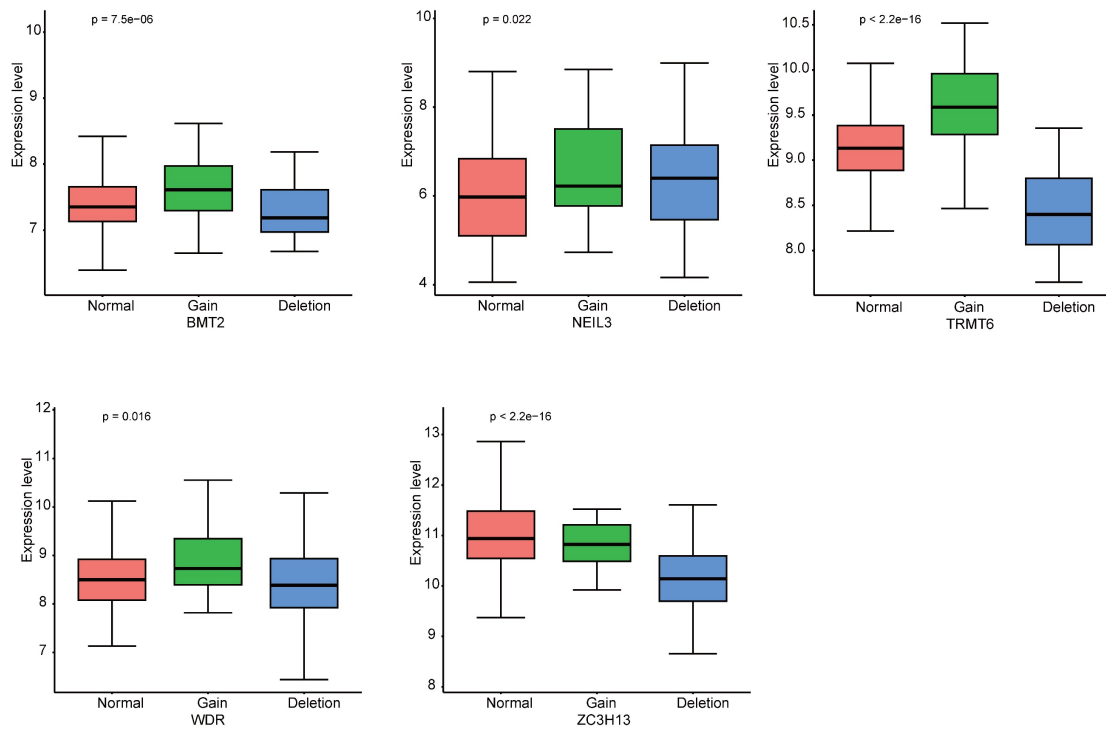 p = 7.5e−06
Expression level
10
9
8
7
Normal Gain Deletion
BMT2
p = 0.022
Expression level
10
8
6
4
Normal Gain Deletion
NEIL3
p < 2.2e−16
Expression level
10.5
10.0
9.5
9.0
8.5
8.0
Normal Gain Deletion
TRMT6
p = 0.016
Expression level
12
11
10
9
8
7
Normal Gain Deletion
WDR
p < 2.2e−16
Expression level
13
12
11
10
9
8
Normal Gain Deletion
ZC3H13